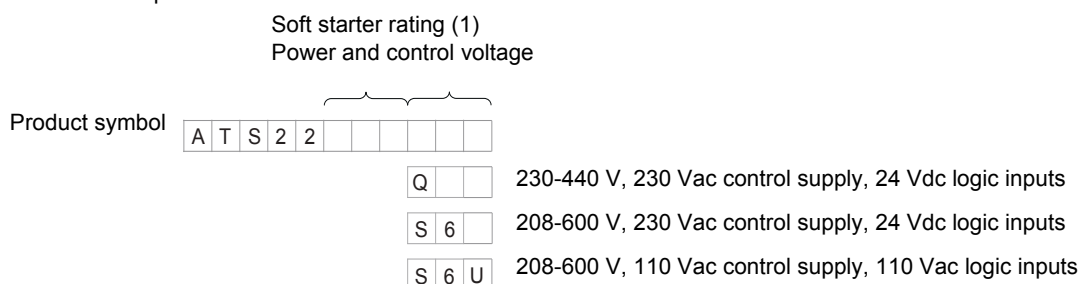 Soft starter rating (1)
Power and control voltage
Product symbol A T S 2 2
Q 230-440 V, 230 Vac control supply, 24 Vdc logic inputs
S 6 208-600 V, 230 Vac control supply, 24 Vdc logic inputs
S 6 U 208-600 V, 110 Vac control supply, 110 Vac logic inputs